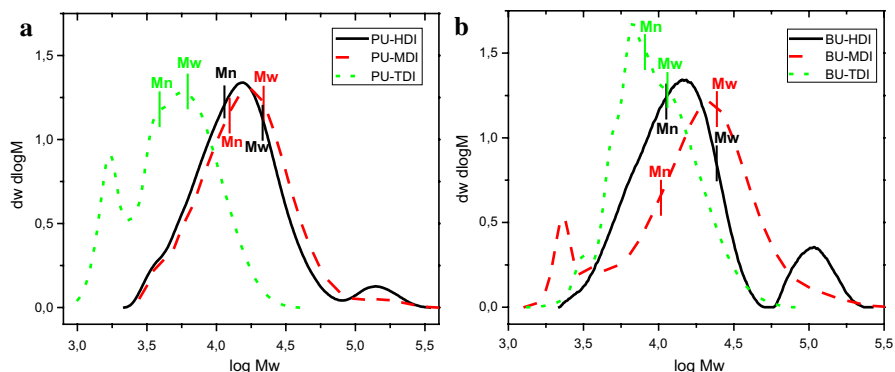 a
PU-HDI
PU-MDI
PU-TDI
Mn
Mw
Mn
Mw
Mn
Mw
1,5
1,0
0,5
0,0
dw dlogM
3,0 3,5 4,0 4,5 5,0 5,5
log Mw
b
BU-HDI
BU-MDI
BU-TDI
Mn
Mw
Mw
Mn
Mw
Mn
1,5
1,0
0,5
0,0
dw dlogM
3,0 3,5 4,0 4,5 5,0 5,5
log Mw